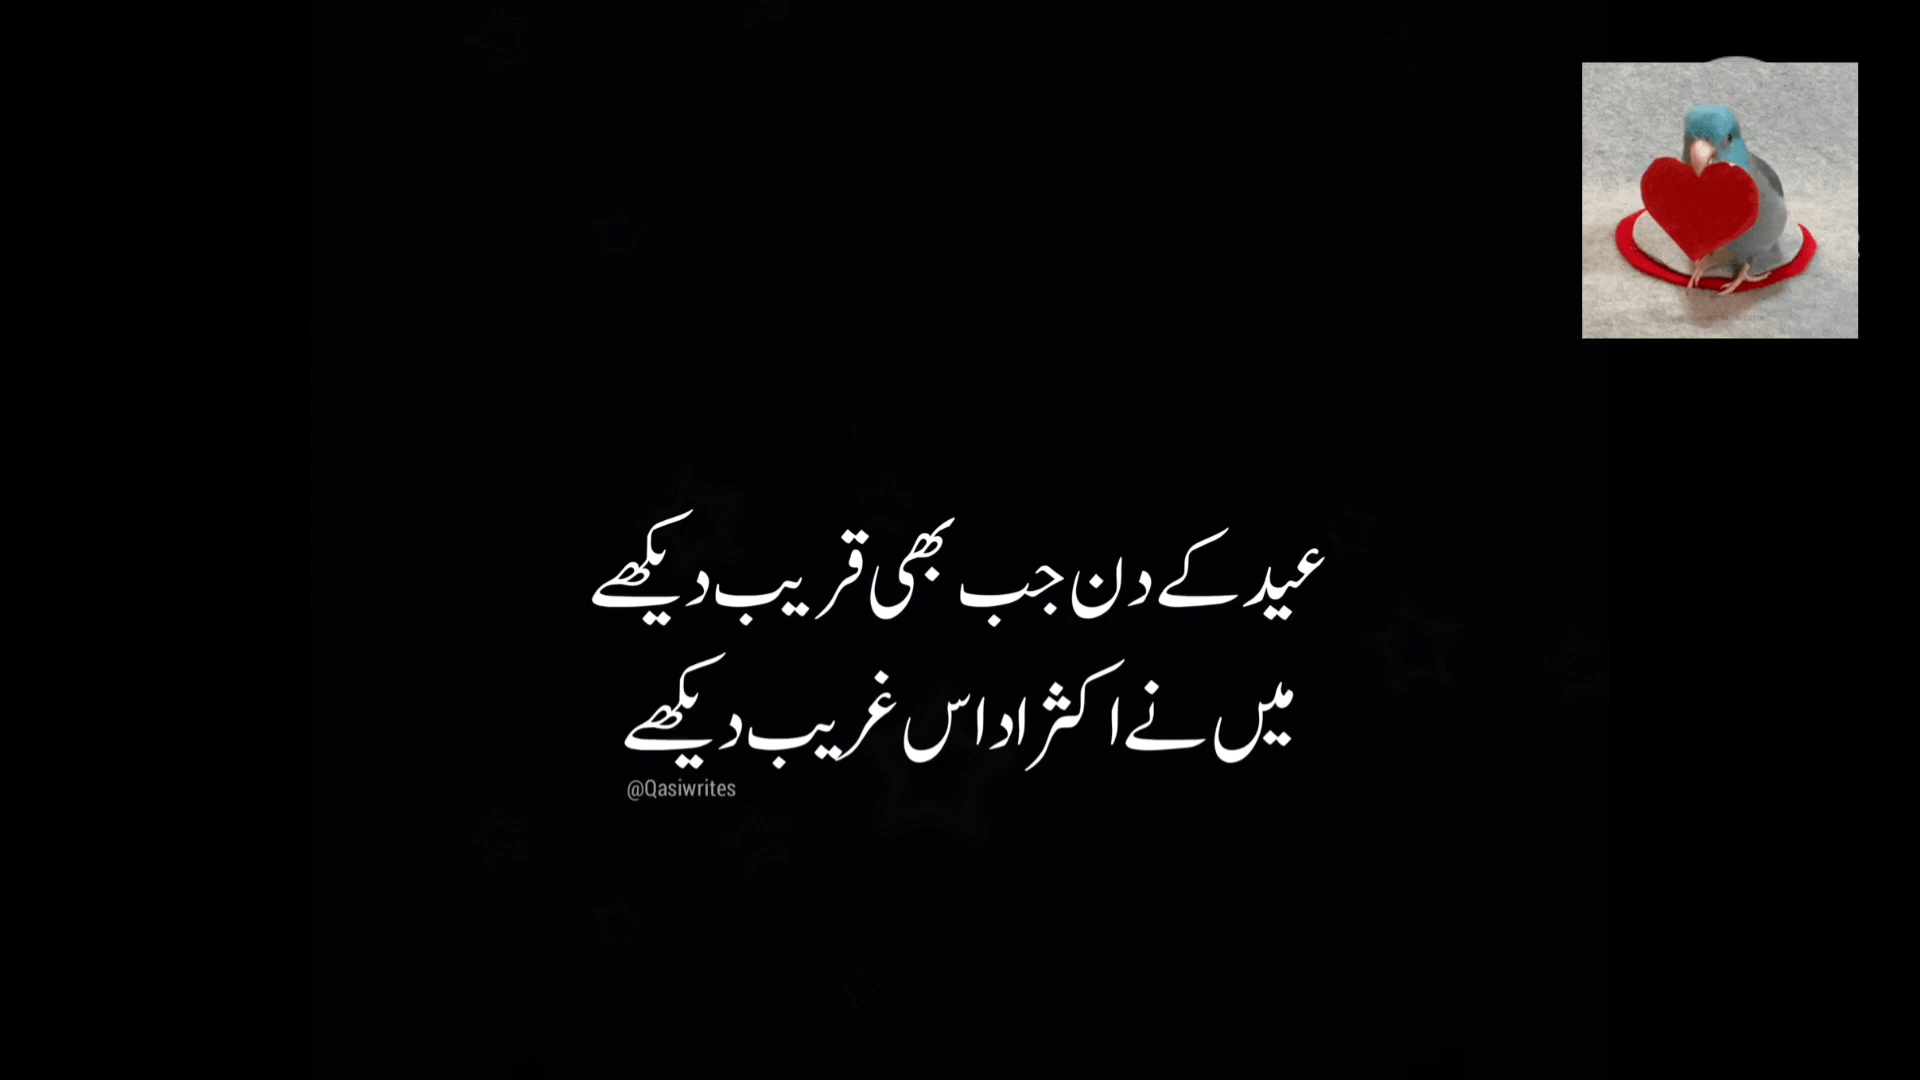 عید کے دن جب بھی قریب دیکھے
میں نے اکثر اداس غریب دیکھے
@Qasiwrites